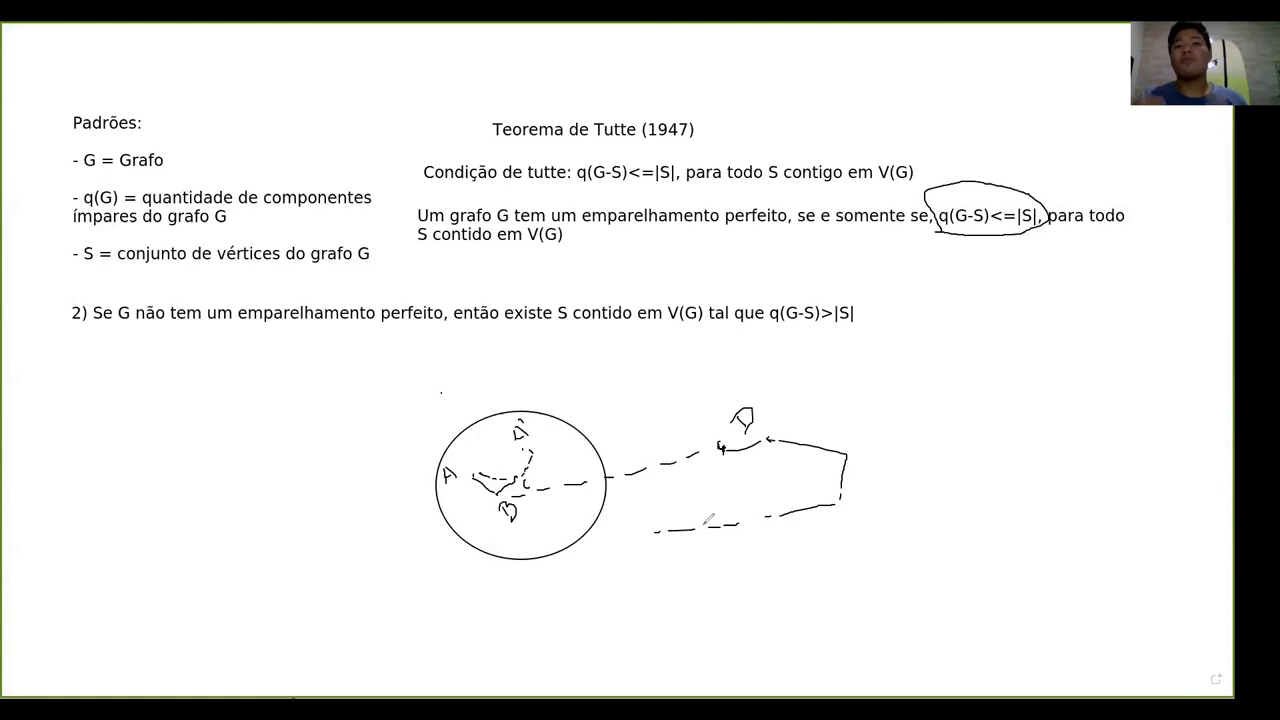 Padrões:
- G = Grafo
- q(G) = quantidade de componentes
ímpares do grafo G
- S = conjunto de vértices do grafo G
Teorema de Tutte (1947)
Condição de tutte: q(G-S)<=|S|, para todo S contigo em V(G)
Um grafo G tem um emparelhamento perfeito, se e somente se, q(G-S)<=|S|, para todo
S contido em V(G)
2) Se G não tem um emparelhamento perfeito, então existe S contido em V(G) tal que q(G-S)>|S|
D
D
A
C
B